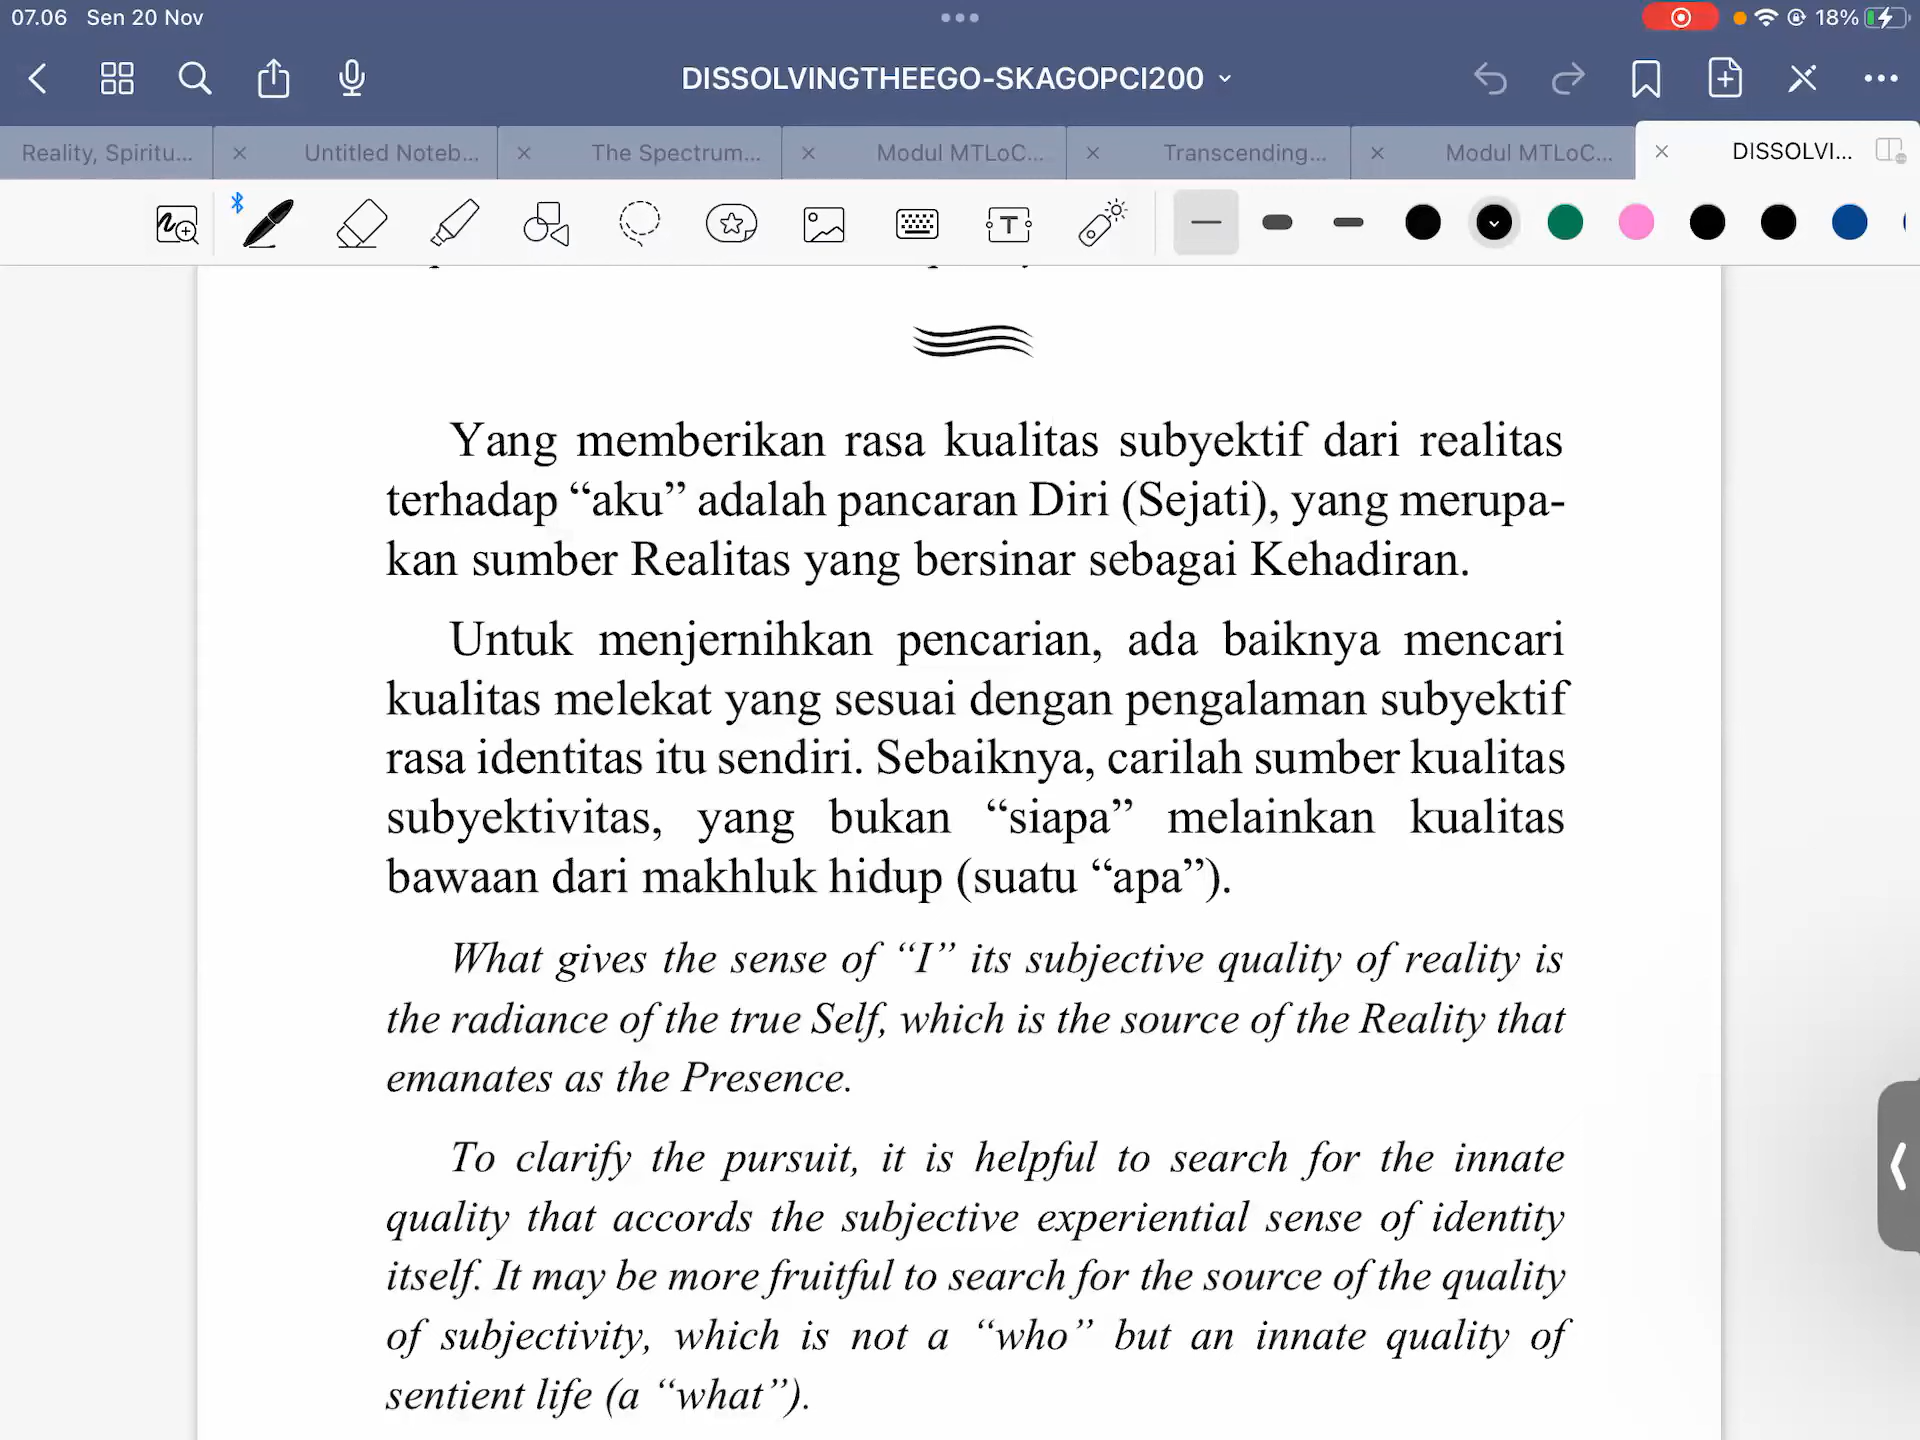 07.06 Sen 20 Nov
18%
DISSOLVINGTHEEGO-SKAGOPCI200
Reality, Spiritu...
Untitled Noteb...
The Spectrum...
Modul MTLoC...
Transcending...
Modul MTLoC...
DISSOLVI...
T
Yang memberikan rasa kualitas subyektif dari realitas
terhadap “aku” adalah pancaran Diri (Sejati), yang merupa-
kan sumber Realitas yang bersinar sebagai Kehadiran.
Untuk menjernihkan pencarian, ada baiknya mencari
kualitas melekat yang sesuai dengan pengalaman subyektif
rasa identitas itu sendiri. Sebaiknya, carilah sumber kualitas
subyektivitas, yang bukan “siapa” melainkan kualitas
bawaan dari makhluk hidup (suatu “apa”).
What gives the sense of “I” its subjective quality of reality is
the radiance of the true Self, which is the source of the Reality that
emanates as the Presence.
To clarify the pursuit, it is helpful to search for the innate
quality that accords the subjective experiential sense of identity
itself. It may be more fruitful to search for the source of the quality
of subjectivity, which is not a “who” but an innate quality of
sentient life (a “what”).